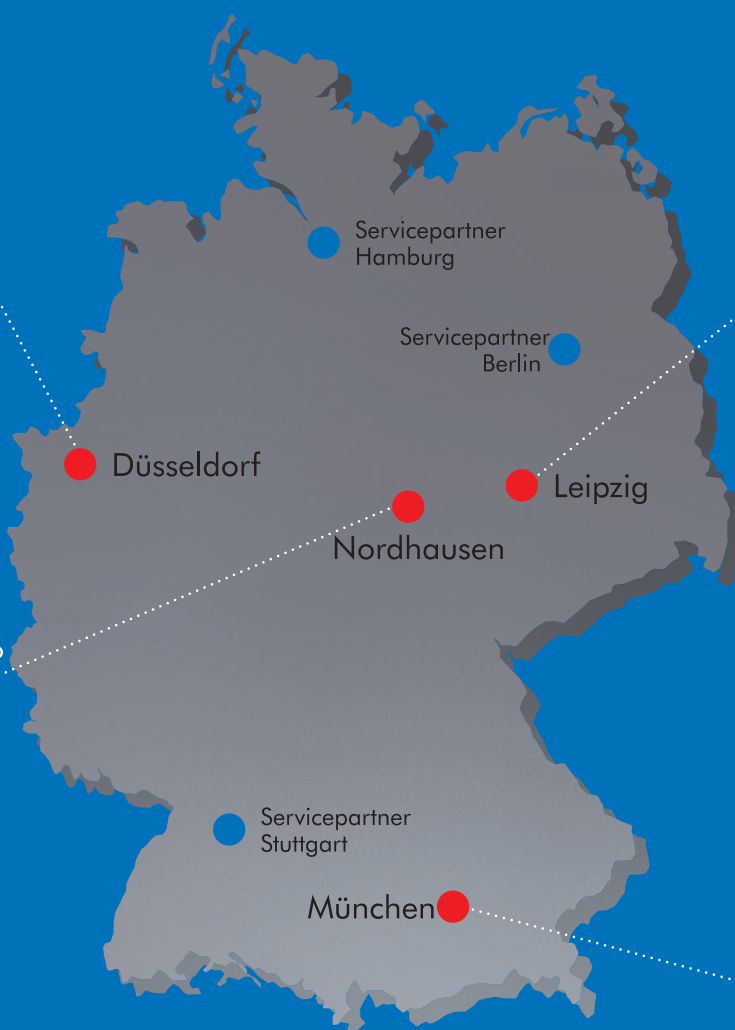 Servicepartner
Hamburg
Servicepartner
Berlin
Düsseldorf
Leipzig
Nordhausen
Servicepartner
Stuttgart
München